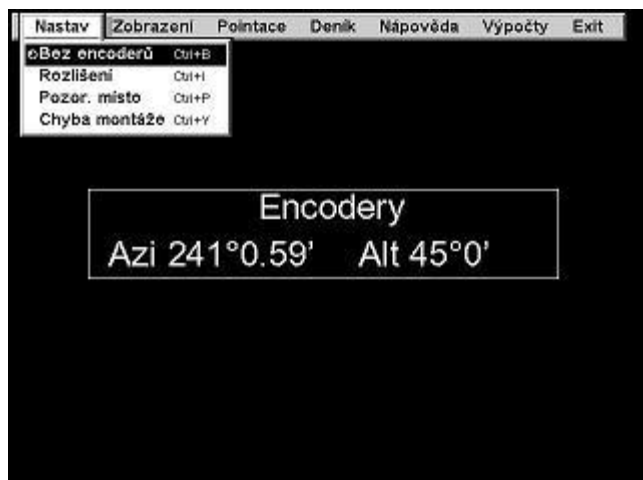 Nastav Zobrazení Pointace Deník Nápověda Výpočty Exit
Bez encoderů Ctrl+B
Rozlišení Ctrl+I
Pozor. místo Ctrl+P
Chyba montáže Ctrl+Y
Encodery
Azi 241°0.59' Alt 45°0'